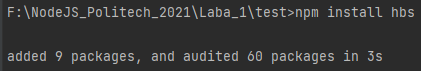 F:\NodeJS_Politech_2021\Laba_1\test>npm install hbs
added 9 packages, and audited 60 packages in 3s